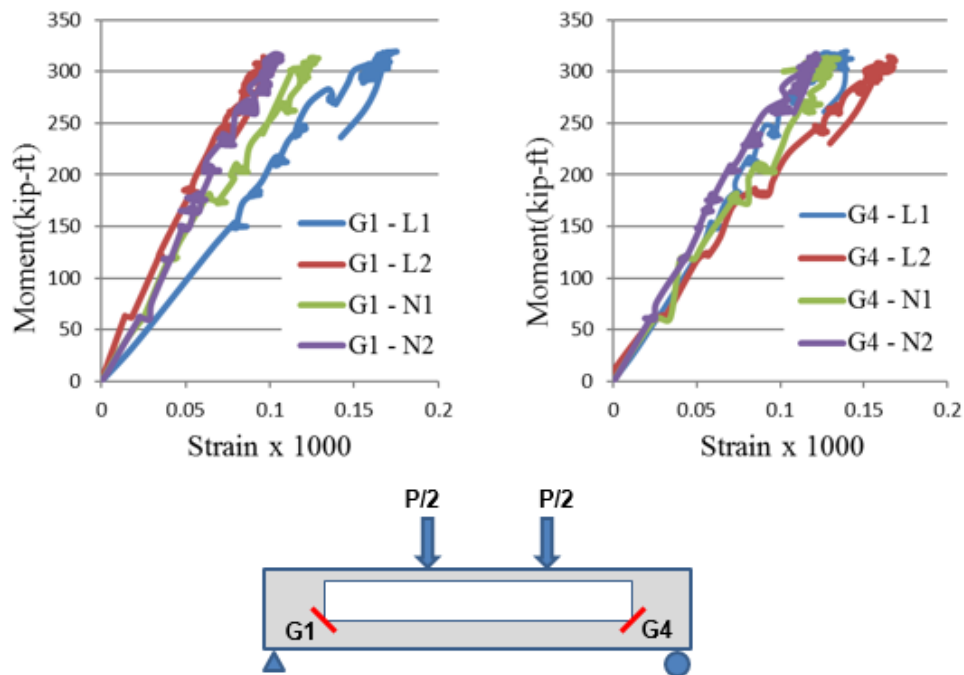 350
300
250
200
150
100
50
0
Moment(kip-ft)
0
0.05
0.1
0.15
0.2
Strain x 1000
G1 - L1
G1 - L2
G1 - N1
G1 - N2
350
300
250
200
150
100
50
0
Moment(kip-ft)
0
0.05
0.1
0.15
0.2
Strain x 1000
G4 - L1
G4 - L2
G4 - N1
G4 - N2
P/2
P/2
G1
G4